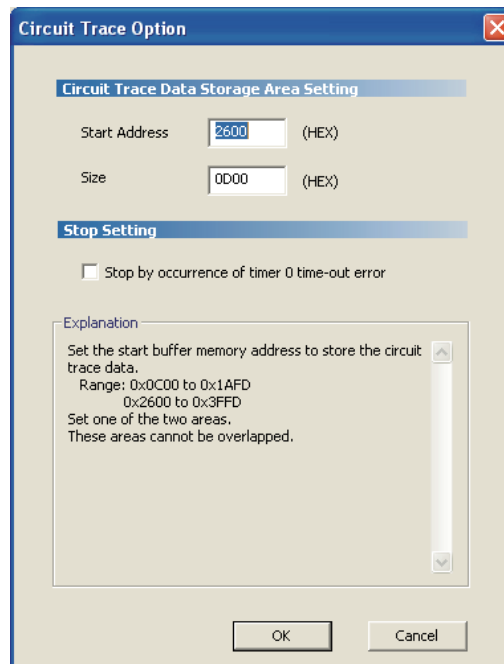 Circuit Trace Option
Circuit Trace Data Storage Area Setting
Start Address 2600 (HEX)
Size 0D00 (HEX)
Stop Setting
Stop by occurrence of timer 0 time-out error
Explanation
Set the start buffer memory address to store the circuit
trace data.
Range: 0x0C00 to 0x1AFD
0x2600 to 0x3FFD
Set one of the two areas.
These areas cannot be overlapped.
OK Cancel